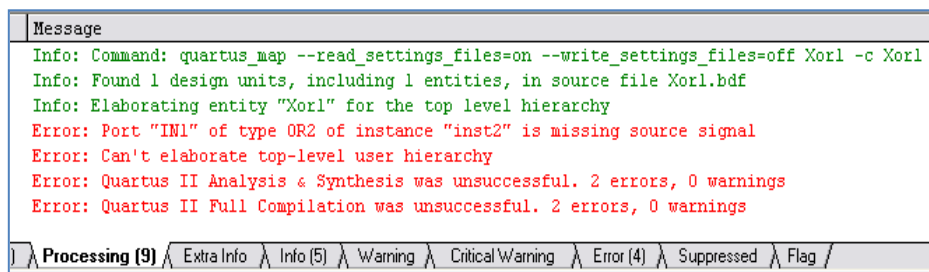 Message
Info: Command: quartus_map --read_settings_files=on --write_settings_files=off Xor1 -c Xor1
Info: Found 1 design units, including 1 entities, in source file Xor1.bdf
Info: Elaborating entity "Xor1" for the top level hierarchy
Error: Port "IN1" of type OR2 of instance "inst2" is missing source signal
Error: Can't elaborate top-level user hierarchy
Error: Quartus II Analysis & Synthesis was unsuccessful. 2 errors, 0 warnings
Error: Quartus II Full Compilation was unsuccessful. 2 errors, 0 warnings
Processing (9) Extra Info Info (5) Warning Critical Warning Error (4) Suppressed Flag